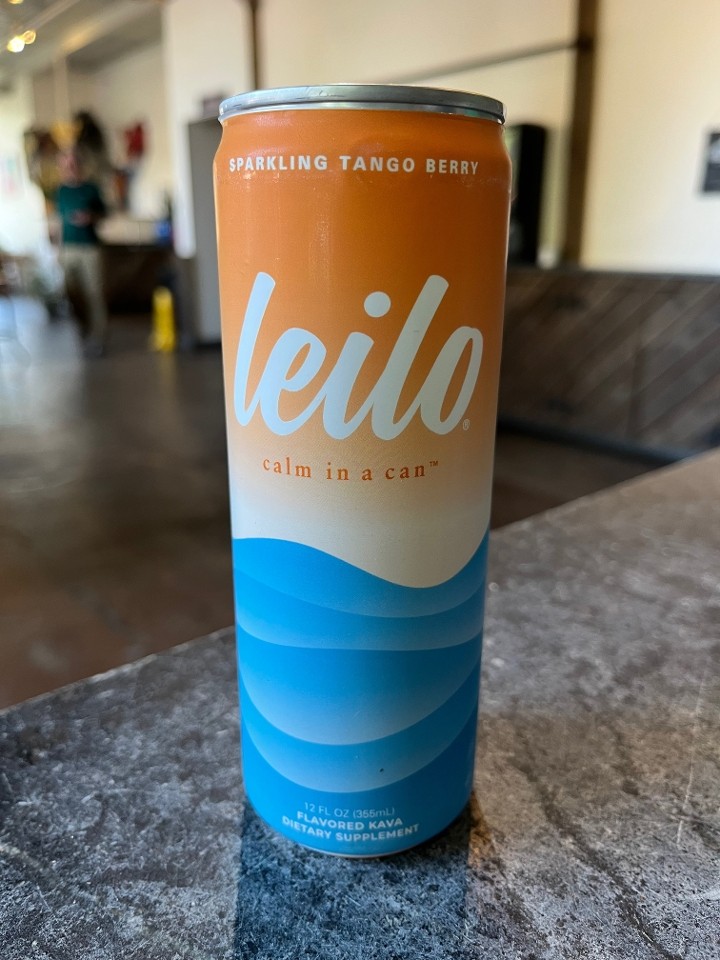 SPARKLING TANGO BERRY
leilo®
calm in a can™
12 FL OZ (355mL)
FLAVORED KAVA
DIETARY SUPPLEMENT